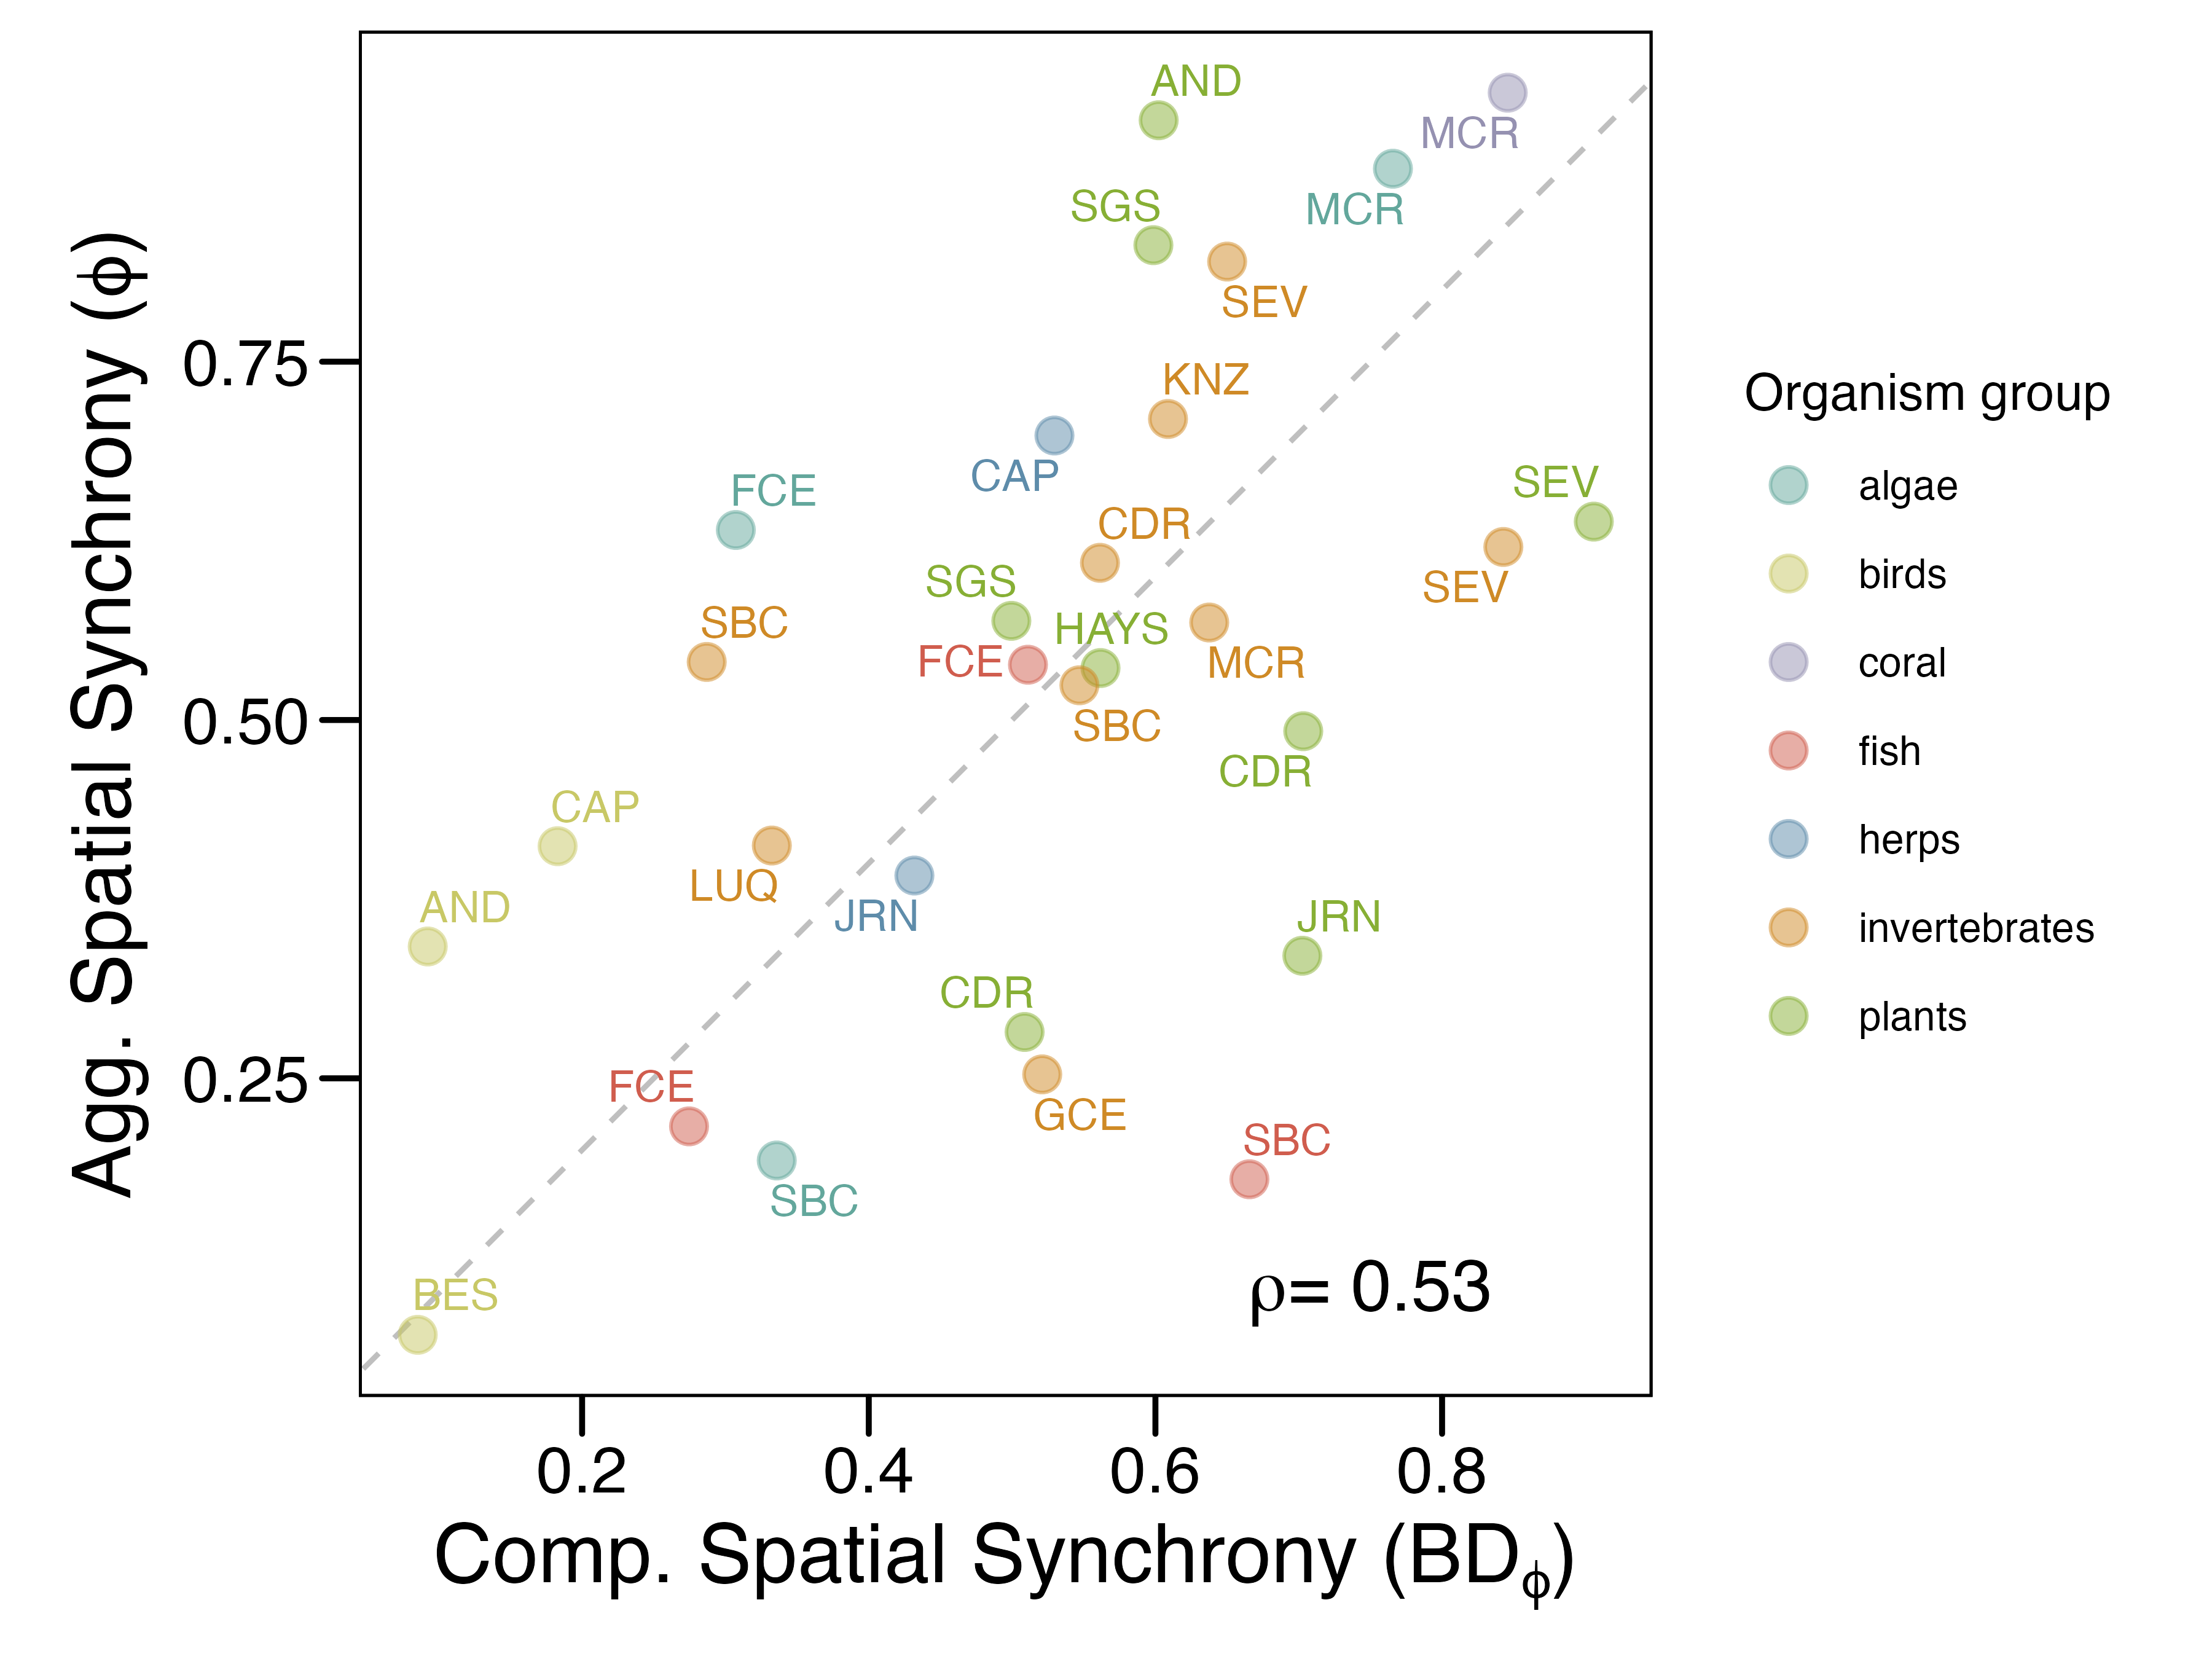 AND
MCR
MCR
SGS
SEV
0.75
KNZ
Organism group
CAP
SEV
FCE
algae
CDR
SEV
birds
SGS
SBC
HAYS
FCE
MCR
coral
0.50
SBC
fish
CDR
CAP
herps
LUQ
AND
JRN
JRN
invertebrates
CDR
plants
0.25
FCE
GCE
SBC
SBC
BES
ρ= 0.53
Agg. Spatial Synchrony (ϕ)
0.2 0.4 0.6 0.8
Comp. Spatial Synchrony (BDϕ)